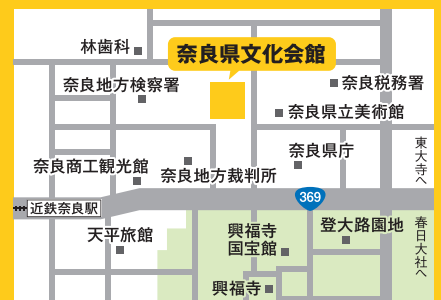 林歯科
奈良県文化会館
奈良地方検察署
奈良税務署
奈良県立美術館
奈良商工観光館
奈良地方裁判所
奈良県庁
東大寺へ
369
近鉄奈良駅
天平旅館
興福寺
国宝館
登大路園地
春日大社へ
興福寺